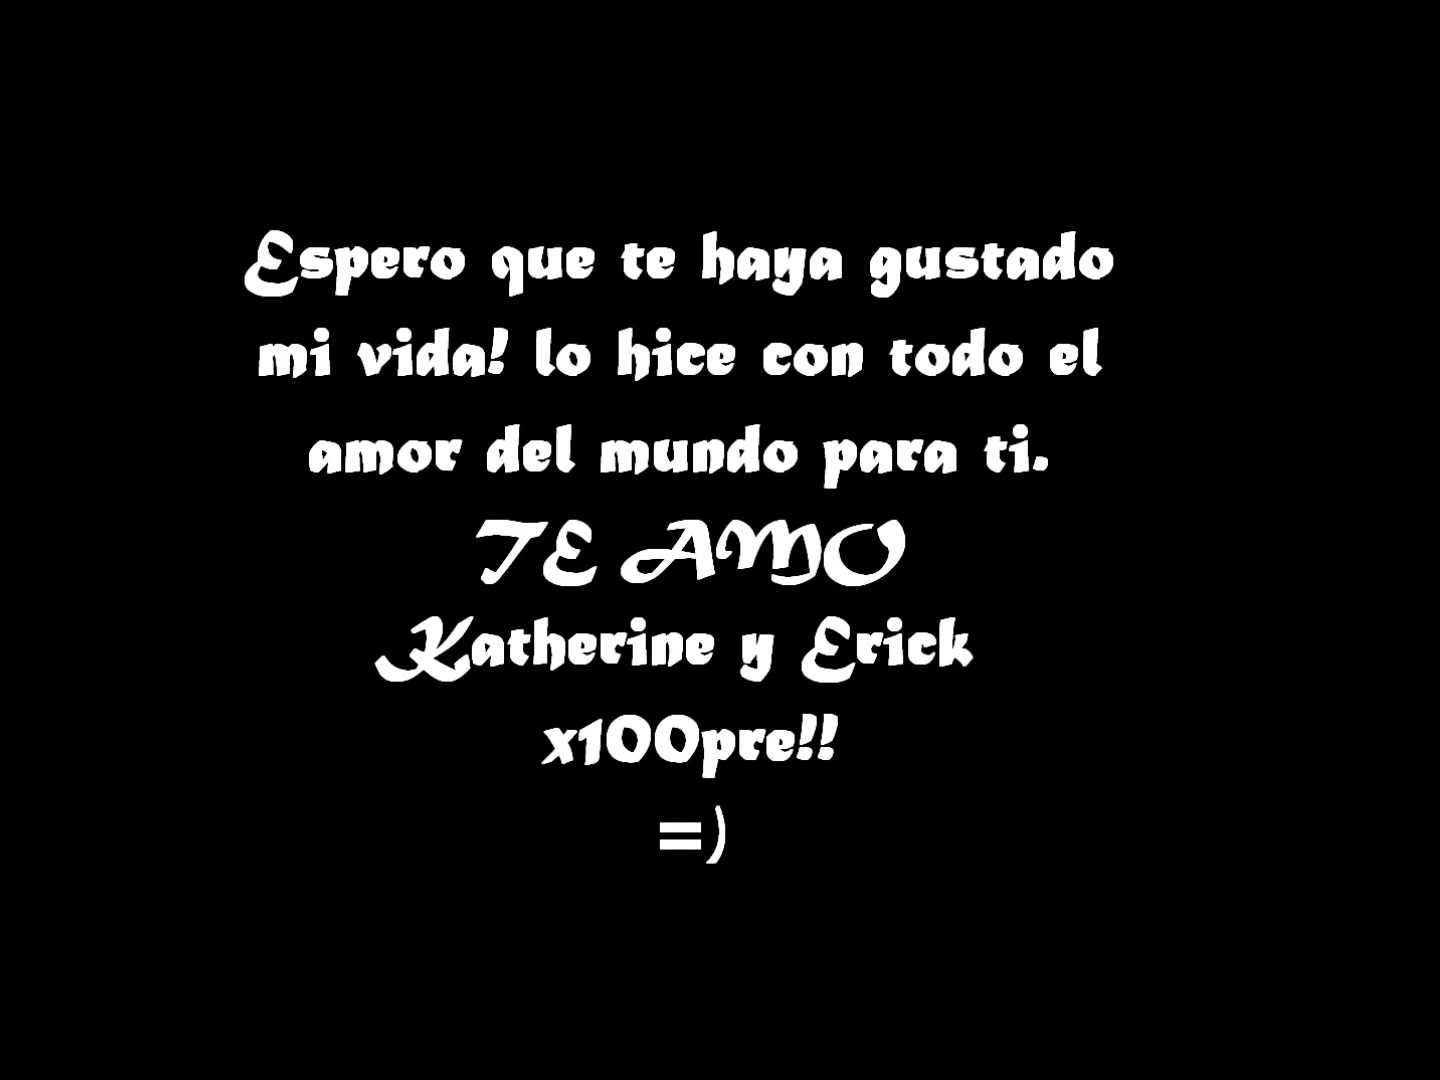 Espero que te haya gustado
mi vida! lo hice con todo el
amor del mundo para ti.
TE AMO
Katherine y Erick
x100pre!!
=)